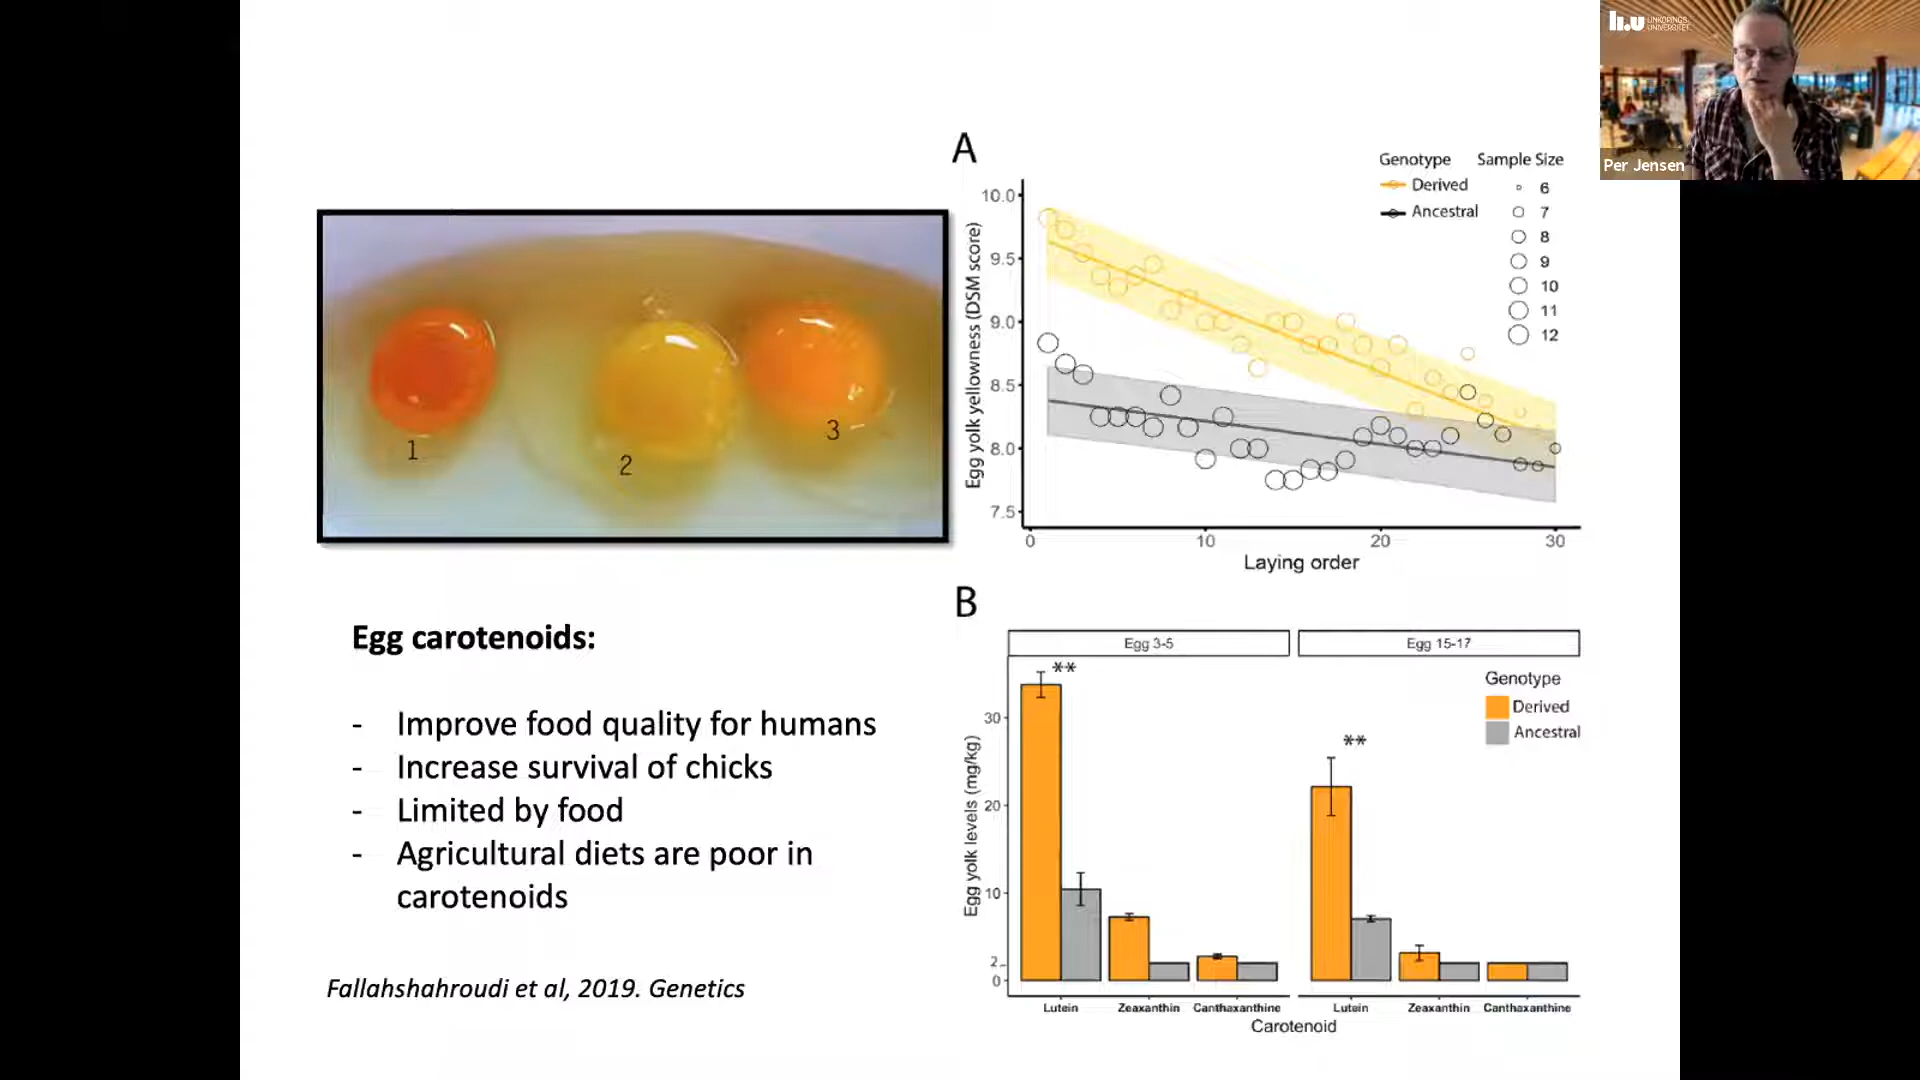 LINKÖPINGS
UNIVERSITET
Per Jensen
1
2
3
Egg carotenoids:
- Improve food quality for humans
- Increase survival of chicks
- Limited by food
- Agricultural diets are poor in
carotenoids
Fallahshahroudi et al, 2019. Genetics
A
Genotype
Derived
Ancestral
Sample Size
6
7
8
9
10
11
12
Egg yolk yellowness (DSM score)
10.0
9.5
9.0
8.5
8.0
7.5
0 10 20 30
Laying order
B
Egg 3-5
Egg 15-17
**
**
Genotype
Derived
Ancestral
Egg yolk levels (mg/kg)
30
20
10
2
0
Lutein Zeaxanthin Canthaxanthine
Lutein Zeaxanthin Canthaxanthine
Carotenoid